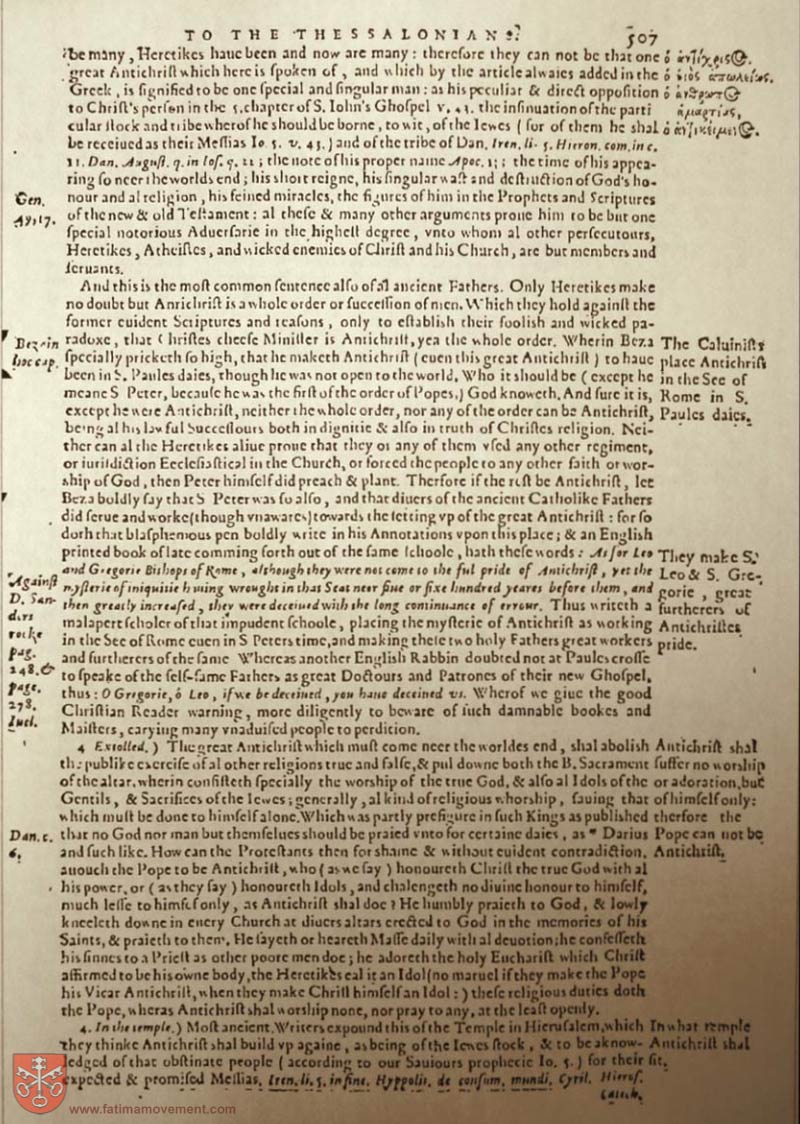 TO THE THESSALONIANS. 507
be many, Heretikes haue been and now are many: therefore they can not be that one
great Antichrist which here is spoken of, and which by the article alwaies added in the
Greek, is signified to be one special and singular man: as his peculiar & direct opposition
to Christ's person in the 5. chapter of S. Iohn's Ghospel v. 43. the insinuation of the parti
cular stock and tribe wherof he should be borne, to wit, of the Iewes (for of them he shal
be receiued as their Messias Io 5. v. 43.) and of the tribe of Dan. Iren. li. 5. Hieron. com. in c.
11. Dan. August. q. in Ios. q. 22; the note of his proper name Apoc. 13; the time of his appea-
ring so neer the worlds end; his short reigne, his singular wast and destruction of God's ho-
nour and al religion, his feined miracles, the figures of him in the Prophets and Scriptures
of the new & old Testament: al these & many other arguments proue him to be but one
special notorious Aduersarie in the highest degree, vnto whom al other persecutours,
Heretikes, Atheistes, and wicked enemies of Christ and his Church, are but members and
seruants.
ὁ ἀντίχριστος.
ὁ υἱὸς ἀπωλείας.
ὁ ἄνθρωπος
ἁμαρτίας,
ὁ ἀντικείμενος.
Gen.
49, 17.
And this is the most common sentence also of al ancient Fathers. Only Heretikes make
no doubt but Antichrist is a whole order or succession of men. Which they hold against the
former euident Scriptures and reasons, only to establish their foolish and wicked pa-
radoxe, that Christes cheefe Minister is Antichrist, yea the whole order. Wherin Beza
specially pricketh so high, that he maketh Antichrist (euen this great Antichrist) to haue
been in S. Paules daies, though he was not open to the world. Who it should be (except he
meane S Peter, because he was the first of the order of Popes,) God knoweth. And sure it is,
except he were Antichrist, neither the whole order, nor any of the order can be Antichrist,
being al his lawful Successours both in dignitie & also in truth of Christes religion. Nei-
ther can al the Heretikes aliue proue that they or any of them vsed any other regiment,
or iurisdiction Ecclesiastical in the Church, or forced the people to any other faith or wor-
ship of God, then Peter himself did preach & plant. Therfore if the rest be Antichrist, let
Beza boldly say that S Peter was so also, and that diuers of the ancient Catholike Fathers
did serue and worke (though vnawares) towards the setting vp of the great Antichrist: for so
doth that blasphemous pen boldly write in his Annotations vpon this place; & an English
printed book of late comming forth out of the same schoole, hath these words: As for Leo
and Gregorie Bishops of Rome, although they were not come to the ful pride of Antichrist, yet the
mysterie of iniquitie hauing wrought in that Seat neer fiue or sixe hundred yeares before them, and
then greatly increased, they were deceiued with the long continuance of errour. Thus writeth a
malapert scholer of that impudent schoole, placing the mysterie of Antichrist as working
in the See of Rome euen in S Peters time, and making these two holy Fathers great workers
and furtherers of the same Whereas another English Rabbin doubted not at Paules crosse
to speake of the self-same Fathers as great Doctours and Patrones of their new Ghospel,
thus: O Gregorie, ô Leo, if we be deceiued, you haue deceiued vs. Wherof we giue the good
Christian Reader warning, more diligently to beware of such damnable bookes and
Maisters, carying many vnaduised people to perdition.
Beza in
hoc cap.
The Caluinists
place Antichrist
in the See of
Rome in S.
Paules daies.
Against
D. San-
ders
rocke
pag.
248. &
page.
278.
Iuel.
They make S.
Leo & S. Gre-
gorie, great
furtherers of
Antichristes
pride.
4 Extolled.) The great Antichrist which must come neer the worldes end, shal abolish
the publike exercise of al other religions true and false, & pul downe both the B. Sacrament
of the altar, wherin consisteth specially the worship of the true God, & also al Idols of the
Gentils, & Sacrifices of the Iewes; generally, al kind of religious worship, sauing that
which must be done to himself alone. Which was partly prefigure in such Kings as published
that no God nor man but themselues should be praied vnto for certaine daies, as " Darius
and such like. How can the Protestants then for shame & without euident contradiction,
auouch the Pope to be Antichrist, who (as we say) honoureth Christ the true God with al
his power, or (as they say) honoureth Idols, and chalengeth no diuine honour to himself,
much lesse to himself only, as Antichrist shal doe? He humbly praieth to God, & lowly
kneeleth downe in euery Church at diuers altars erected to God in the memories of his
Saints, & praieth to them. He sayeth or heareth Masse daily with al deuotion; he confesseth
his sinnes to a Priest as other poore men doe; he adoreth the holy Eucharist which Christ
affirmed to be his owne body, the Heretikes cal it an Idol (no maruel if they make the Pope
his Vicar Antichrist, when they make Christ himself an Idol:) these religious duties doth
the Pope, wheras Antichrist shal worship none, nor pray to any, at the least openly.
Antichrist shal
suffer no worship
or adoration, but
of himself only:
therfore the
Pope can not be
Antichrist.
Dan. c.
6.
4. In the temple.) Most ancient Writers expound this of the Temple in Hierusalem, which
they thinke Antichrist shal build vp againe, as being of the Iewes stock, & to be aknow-
ledged of that obstinate people (according to our Sauiours prophecie Io. 5.) for their
expected & promised Messias, Iren. li. 5. in fine. Hyppolit. de consum. mundi, Cyril. Hieros.
Catech.
In what temple
Antichrist shal
sit.
www.fatimamovement.com